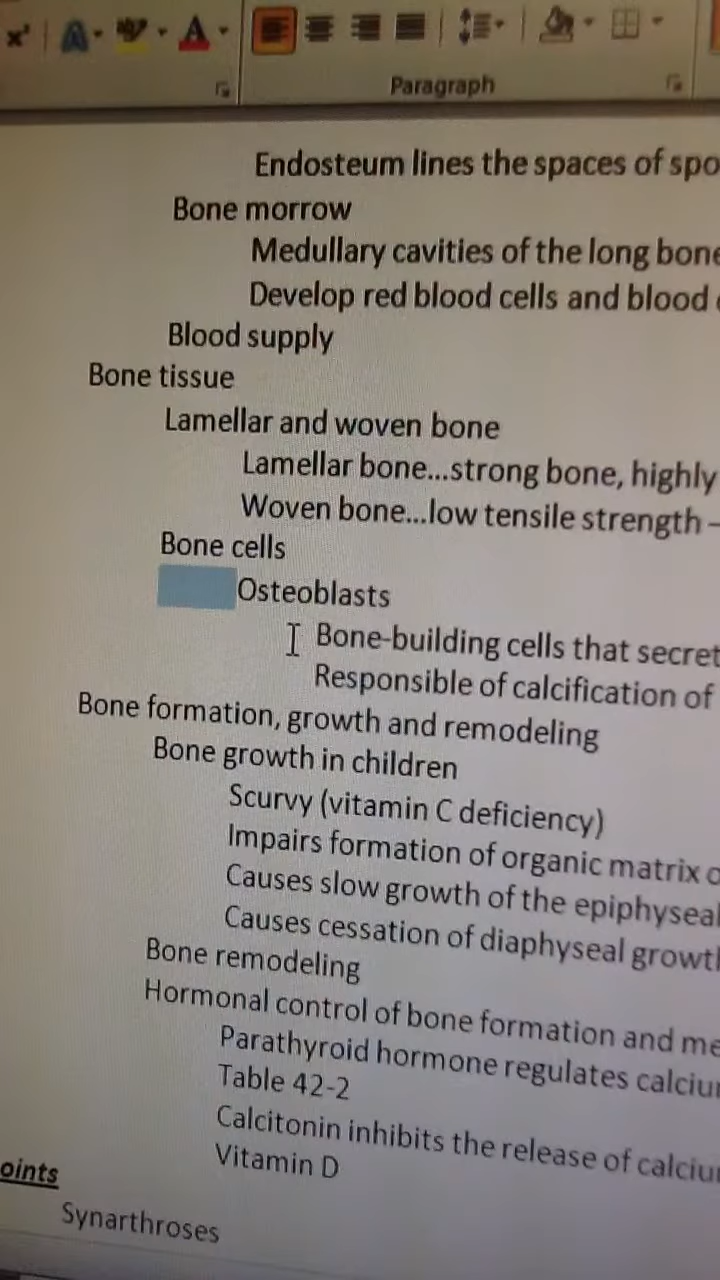 Paragraph
Endosteum lines the spaces of spo
Bone morrow
Medullary cavities of the long bone
Develop red blood cells and blood
Blood supply
Bone tissue
Lamellar and woven bone
Lamellar bone...strong bone, highly
Woven bone...low tensile strength –
Bone cells
Osteoblasts
Bone-building cells that secret
Responsible of calcification of
Bone formation, growth and remodeling
Bone growth in children
Scurvy (vitamin C deficiency)
Impairs formation of organic matrix o
Causes slow growth of the epiphyseal
Causes cessation of diaphyseal growth
Bone remodeling
Hormonal control of bone formation and me
Parathyroid hormone regulates calciu
Table 42-2
Calcitonin inhibits the release of calciu
Vitamin D
oints
Synarthroses